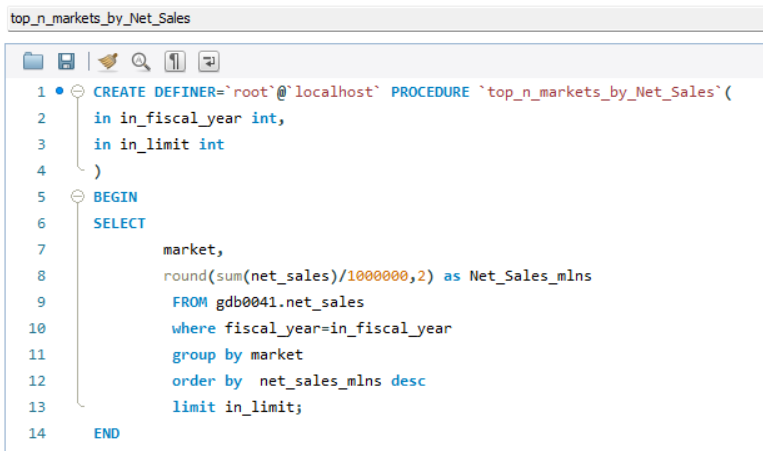 top_n_markets_by_Net_Sales
1 CREATE DEFINER=`root`@`localhost` PROCEDURE `top_n_markets_by_Net_Sales`(
2 in in_fiscal_year int,
3 in in_limit int
4 )
5 BEGIN
6 SELECT
7 market,
8 round(sum(net_sales)/1000000,2) as Net_Sales_mlns
9 FROM gdb0041.net_sales
10 where fiscal_year=in_fiscal_year
11 group by market
12 order by  net_sales_mlns desc
13 limit in_limit;
14 END